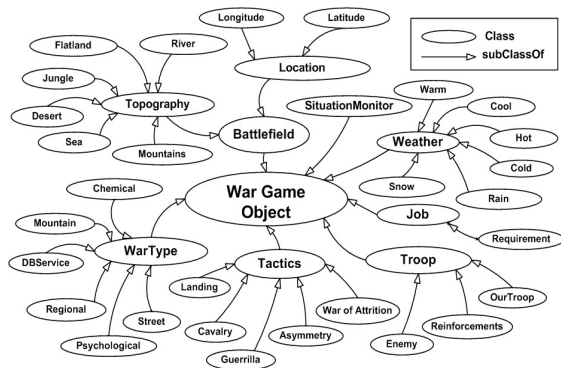 Longitude
Latitude
Class
subClassOf
Flatland
River
Location
Jungle
Topography
Desert
Sea
Mountains
Battlefield
SituationMonitor
Warm
Cool
Weather
Hot
Cold
Snow
Rain
Chemical
War Game
Object
Mountain
WarType
DBService
Regional
Psychological
Street
Job
Requirement
Tactics
Landing
Cavalry
Guerrilla
Asymmetry
War of Attrition
Troop
OurTroop
Reinforcements
Enemy